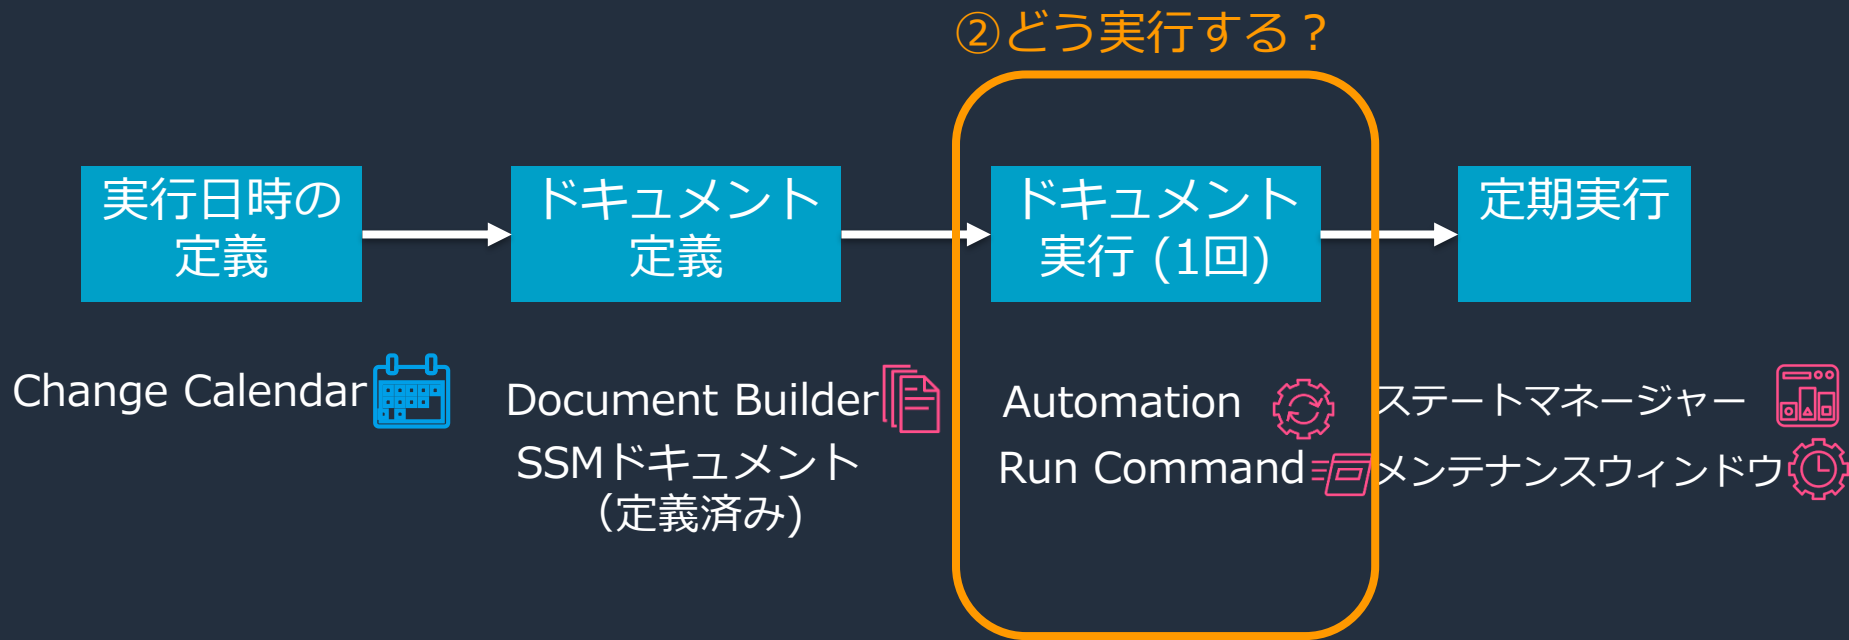 ②どう実行する？
実行日時の
定義
ドキュメント
定義
ドキュメント
実行 (1回)
定期実行
Change Calendar
Document Builder
SSMドキュメント
（定義済み)
Automation
Run Command
ステートマネージャー
メンテナンスウィンドウ